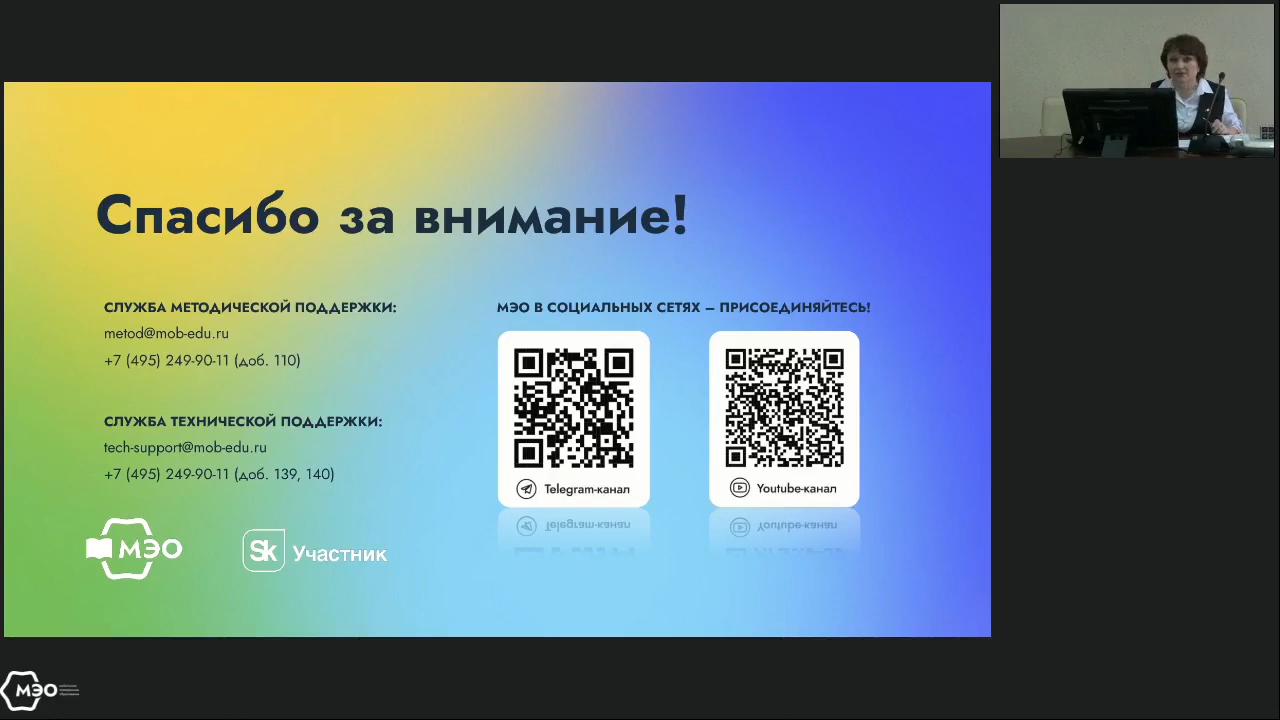 Спасибо за внимание!
СЛУЖБА МЕТОДИЧЕСКОЙ ПОДДЕРЖКИ:
metod@mob-edu.ru
+7 (495) 249-90-11 (доб. 110)
СЛУЖБА ТЕХНИЧЕСКОЙ ПОДДЕРЖКИ:
tech-support@mob-edu.ru
+7 (495) 249-90-11 (доб. 139, 140)
МЭО
Sk Участник
МЭО В СОЦИАЛЬНЫХ СЕТЯХ – ПРИСОЕДИНЯЙТЕСЬ!
Telegram-канал
Youtube-канал
МЭО